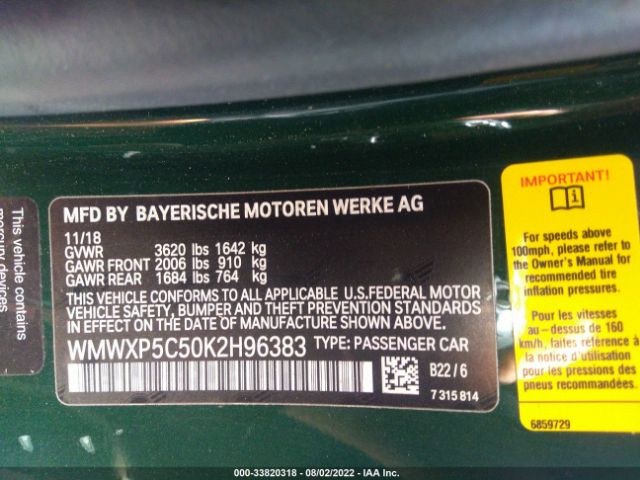 This vehicle contains
mercury devices
MFD BY BAYERISCHE MOTOREN WERKE AG
11/18
GVWR 3620 lbs 1642 kg
GAWR FRONT 2006 lbs 910 kg
GAWR REAR 1684 lbs 764 kg
THIS VEHICLE CONFORMS TO ALL APPLICABLE U.S.FEDERAL MOTOR
VEHICLE SAFETY, BUMPER AND THEFT PREVENTION STANDARDS
IN EFFECT ON THE DATE OF MANUFACTURE SHOWN ABOVE.
WMWXP5C50K2H96383 TYPE: PASSENGER CAR
B22/6
7 315 814
IMPORTANT!
For speeds above
100mph, please refer to
the Owner's Manual for
recommended tire
inflation pressures.
Pour les vitesses
au-dessus de 160
km/h, faites référence
à la notice d'utilisation
pour les pressions des
pneus recommandées.
6859729
000-33820318 - 08/02/2022 - IAA Inc.